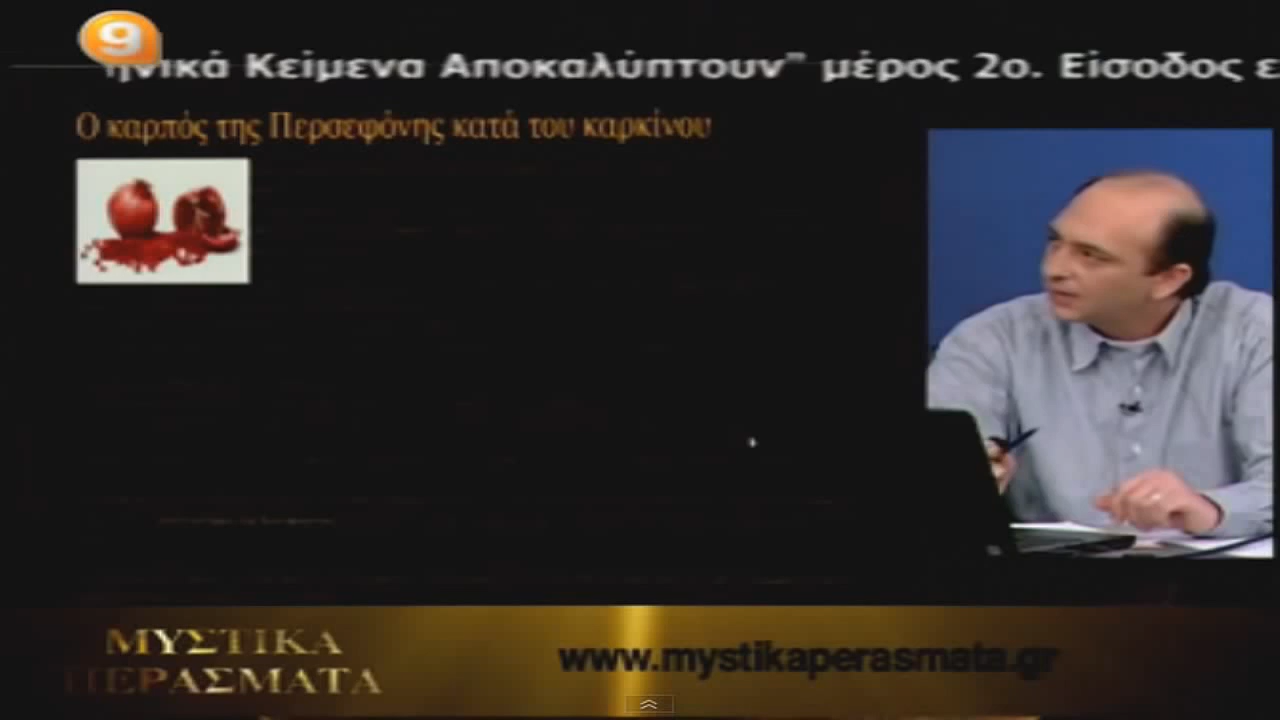 9
ηνικά Κείμενα Αποκαλύπτουν" μέρος 2ο. Είσοδος ε
Ο καρπός της Περσεφόνης κατά του καρκίνου
ΜΥΣΤΙΚΑ
ΠΕΡΑΣΜΑΤΑ
www.mystikaperasmata.gr